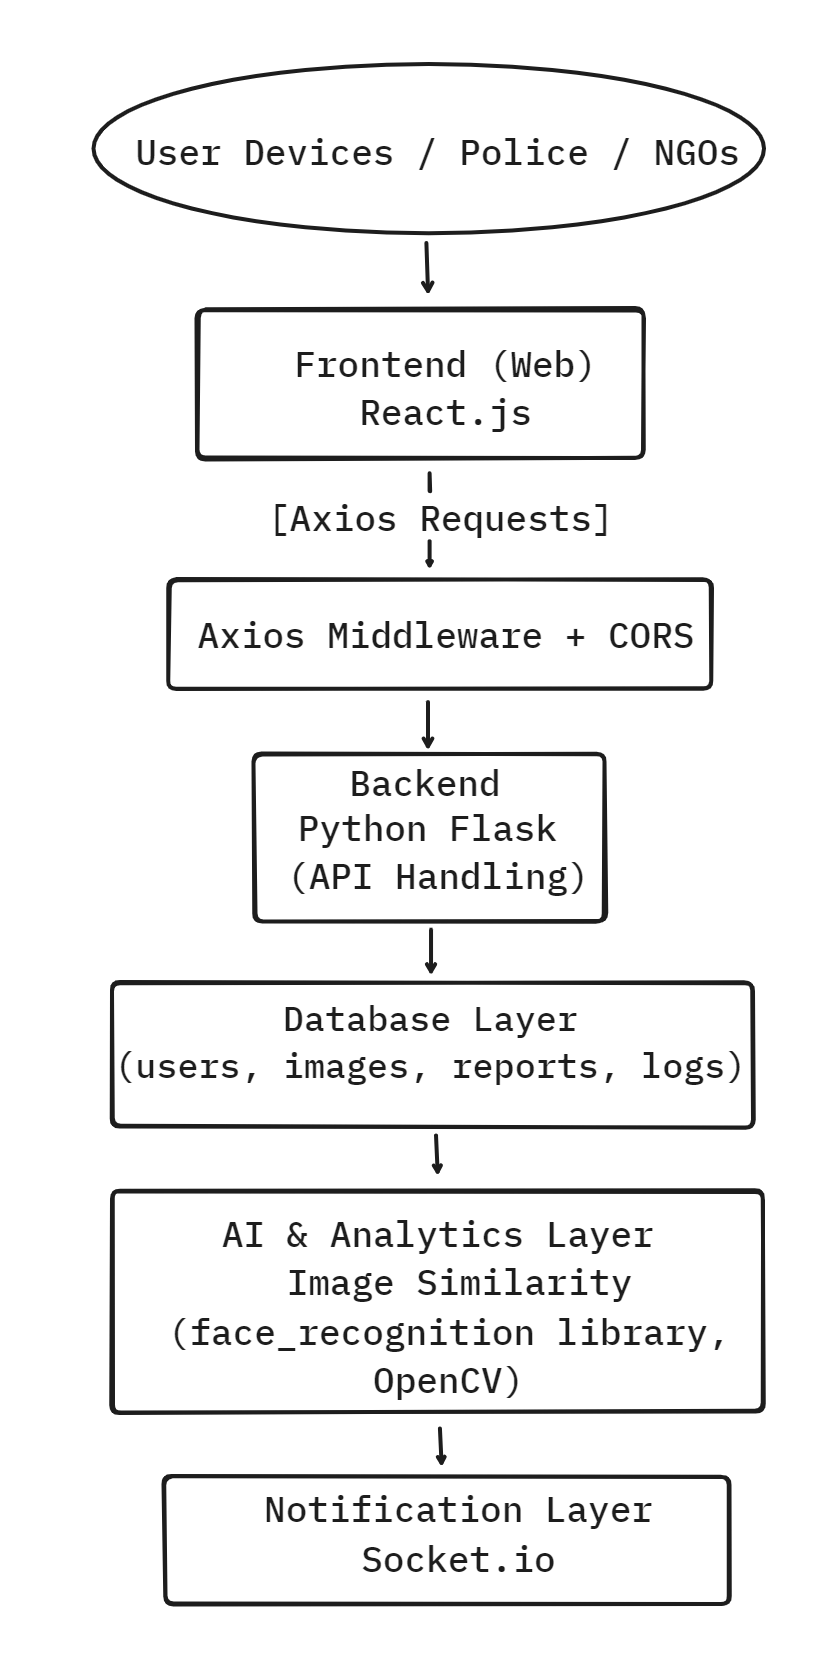 User Devices / Police / NGOs
Frontend (Web)
React.js
[Axios Requests]
Axios Middleware + CORS
Backend
Python Flask
(API Handling)
Database Layer
(users, images, reports, logs)
AI & Analytics Layer
Image Similarity
(face_recognition library,
OpenCV)
Notification Layer
Socket.io